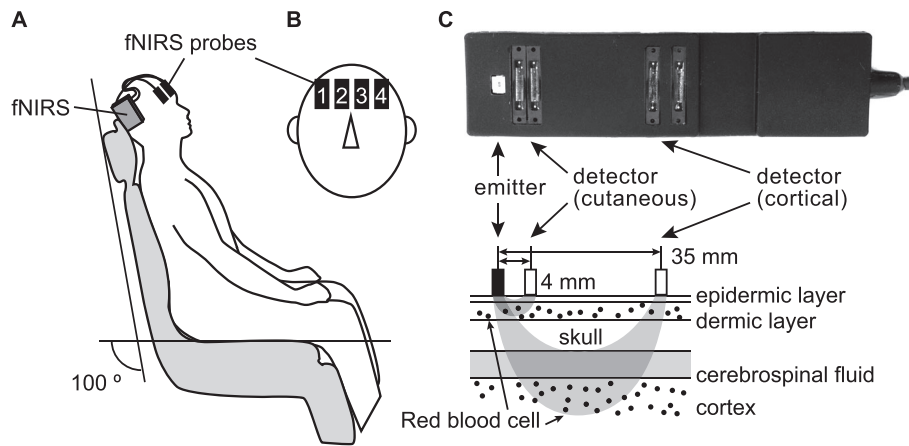 A
fNIRS probes
fNIRS
100 °
B
1 2 3 4
C
emitter
detector
(cutaneous)
detector
(cortical)
35 mm
4 mm
epidermic layer
dermic layer
skull
cerebrospinal fluid
Red blood cell
cortex